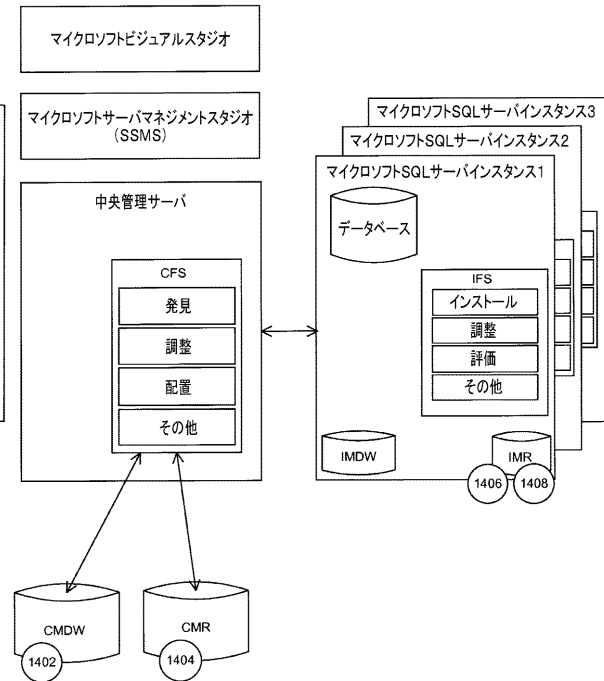 マイクロソフトビジュアルスタジオ
マイクロソフトサーバマネジメントスタジオ
(SSMS)
中央管理サーバ
CFS
発見
調整
配置
その他
CMDW
1402
CMR
1404
マイクロソフトSQLサーバインスタンス3
マイクロソフトSQLサーバインスタンス2
マイクロソフトSQLサーバインスタンス1
データベース
IFS
インストール
調整
評価
その他
IMDW
IMR
1406
1408